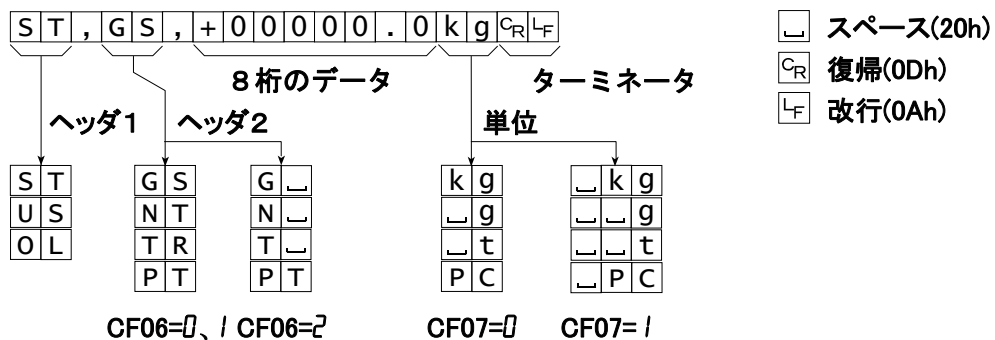 ST,GS,+00000.0kgCRLF
␣ スペース(20h)
CR 復帰(0Dh)
LF 改行(0Ah)
8桁のデータ
ターミネータ
ヘッダ1 ヘッダ2 単位
ST GS G␣ kg ␣kg
US NT N␣ ␣g ␣␣g
OL TR T␣ ␣t ␣␣t
PT PT PC ␣PC
CF06=0、1 CF06=2 CF07=0 CF07=1